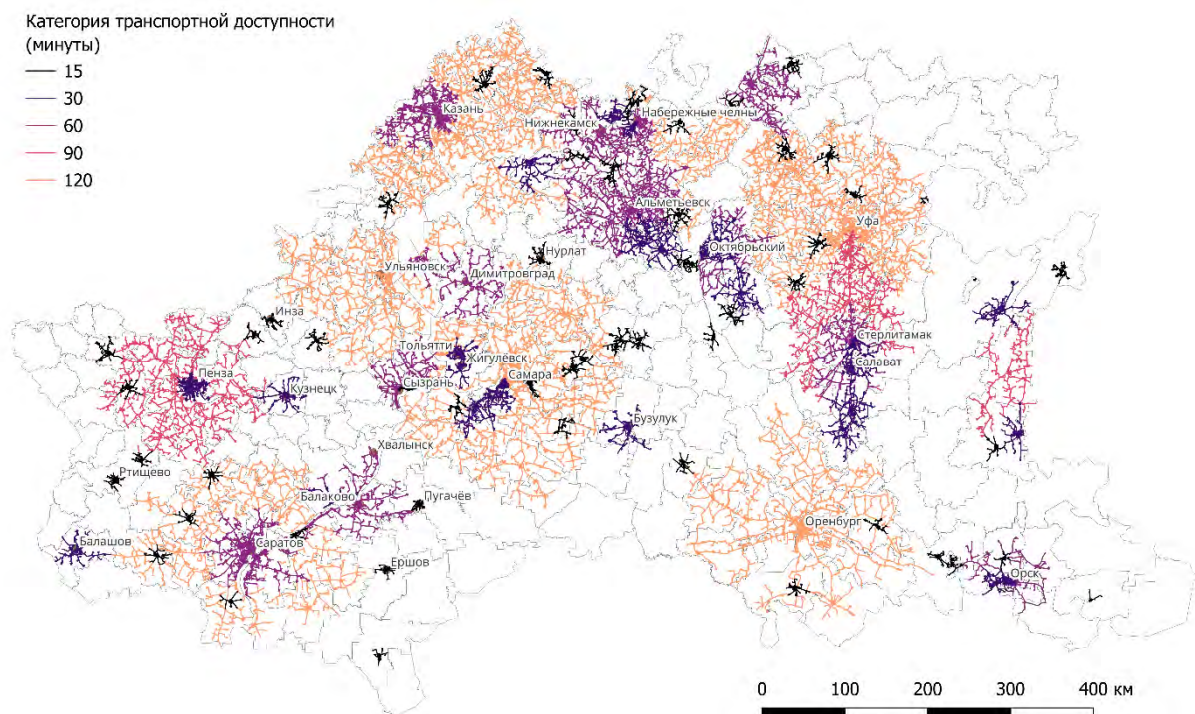 Категория транспортной доступности
(минуты)
15
30
60
90
120
Казань
Набережные челны
Нижнекамск
Альметьевск
Уфа
Октябрьский
Нурлат
Ульяновск
Димитровград
Инза
Стерлитамак
Тольятти
Жигулёвск
Салават
Пенза
Самара
Сызрань
Кузнецк
Бузулук
Хвалынск
Ртищево
Балаково
Пугачёв
Оренбург
Балашов
Саратов
Ершов
Орск
0 100 200 300 400 км